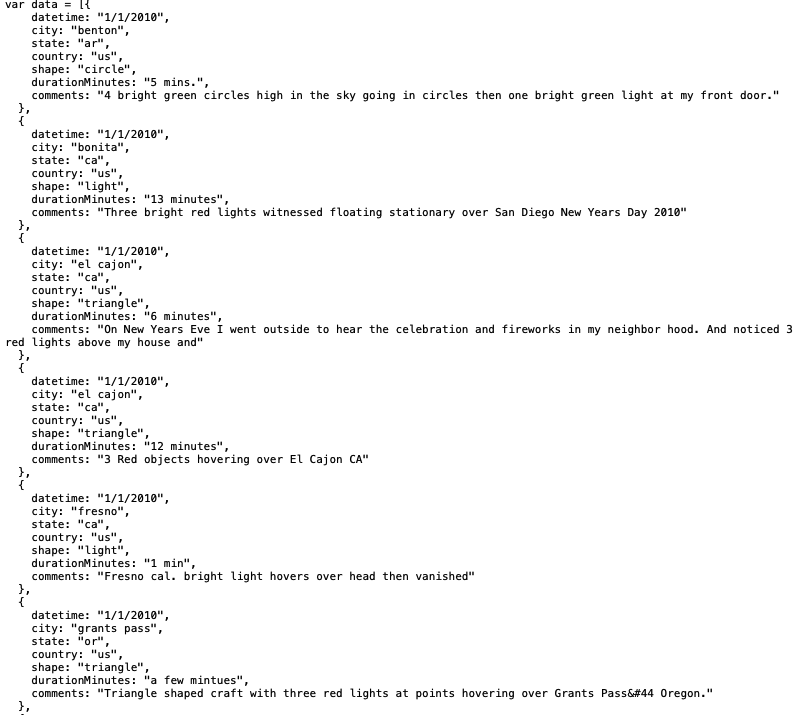 var data = [{
    datetime: "1/1/2010",
    city: "benton",
    state: "ar",
    country: "us",
    shape: "circle",
    durationMinutes: "5 mins.",
    comments: "4 bright green circles high in the sky going in circles then one bright green light at my front door."
  },
  {
    datetime: "1/1/2010",
    city: "bonita",
    state: "ca",
    country: "us",
    shape: "light",
    durationMinutes: "13 minutes",
    comments: "Three bright red lights witnessed floating stationary over San Diego New Years Day 2010"
  },
  {
    datetime: "1/1/2010",
    city: "el cajon",
    state: "ca",
    country: "us",
    shape: "triangle",
    durationMinutes: "6 minutes",
    comments: "On New Years Eve I went outside to hear the celebration and fireworks in my neighbor hood. And noticed 3
red lights above my house and"
  },
  {
    datetime: "1/1/2010",
    city: "el cajon",
    state: "ca",
    country: "us",
    shape: "triangle",
    durationMinutes: "12 minutes",
    comments: "3 Red objects hovering over El Cajon CA"
  },
  {
    datetime: "1/1/2010",
    city: "fresno",
    state: "ca",
    country: "us",
    shape: "light",
    durationMinutes: "1 min",
    comments: "Fresno cal. bright light hovers over head then vanished"
  },
  {
    datetime: "1/1/2010",
    city: "grants pass",
    state: "or",
    country: "us",
    shape: "triangle",
    durationMinutes: "a few mintues",
    comments: "Triangle shaped craft with three red lights at points hovering over Grants Pass&#44 Oregon."
  },